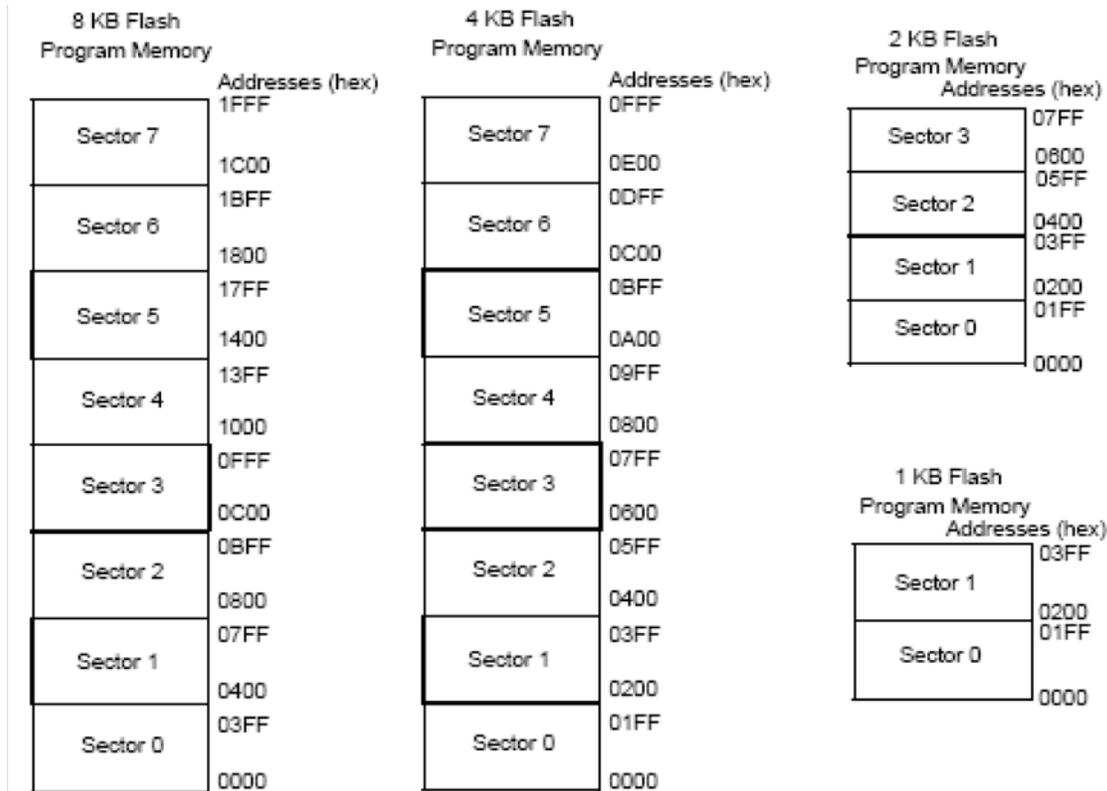 8 KB Flash
Program Memory
Addresses (hex)
1FFF
Sector 7
1C00
1BFF
Sector 6
1800
17FF
Sector 5
1400
13FF
Sector 4
1000
0FFF
Sector 3
0C00
0BFF
Sector 2
0800
07FF
Sector 1
0400
03FF
Sector 0
0000
4 KB Flash
Program Memory
Addresses (hex)
0FFF
Sector 7
0E00
0DFF
Sector 6
0C00
0BFF
Sector 5
0A00
09FF
Sector 4
0800
07FF
Sector 3
0600
05FF
Sector 2
0400
03FF
Sector 1
0200
01FF
Sector 0
0000
2 KB Flash
Program Memory
Addresses (hex)
07FF
Sector 3
0600
05FF
Sector 2
0400
03FF
Sector 1
0200
01FF
Sector 0
0000
1 KB Flash
Program Memory
Addresses (hex)
03FF
Sector 1
0200
01FF
Sector 0
0000